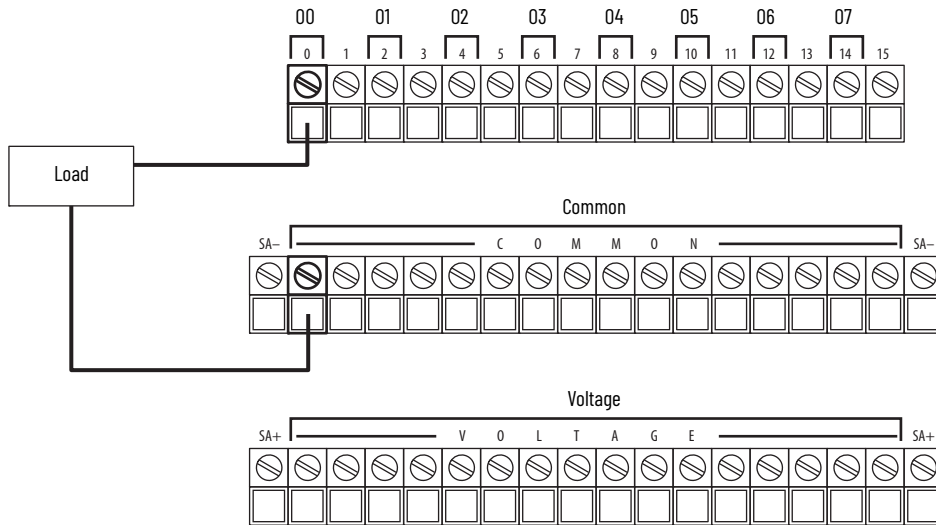 00 01 02 03 04 05 06 07
0 1 2 3 4 5 6 7 8 9 10 11 12 13 14 15
Load
Common
SA– C O M M O N SA–
Voltage
SA+ V O L T A G E SA+